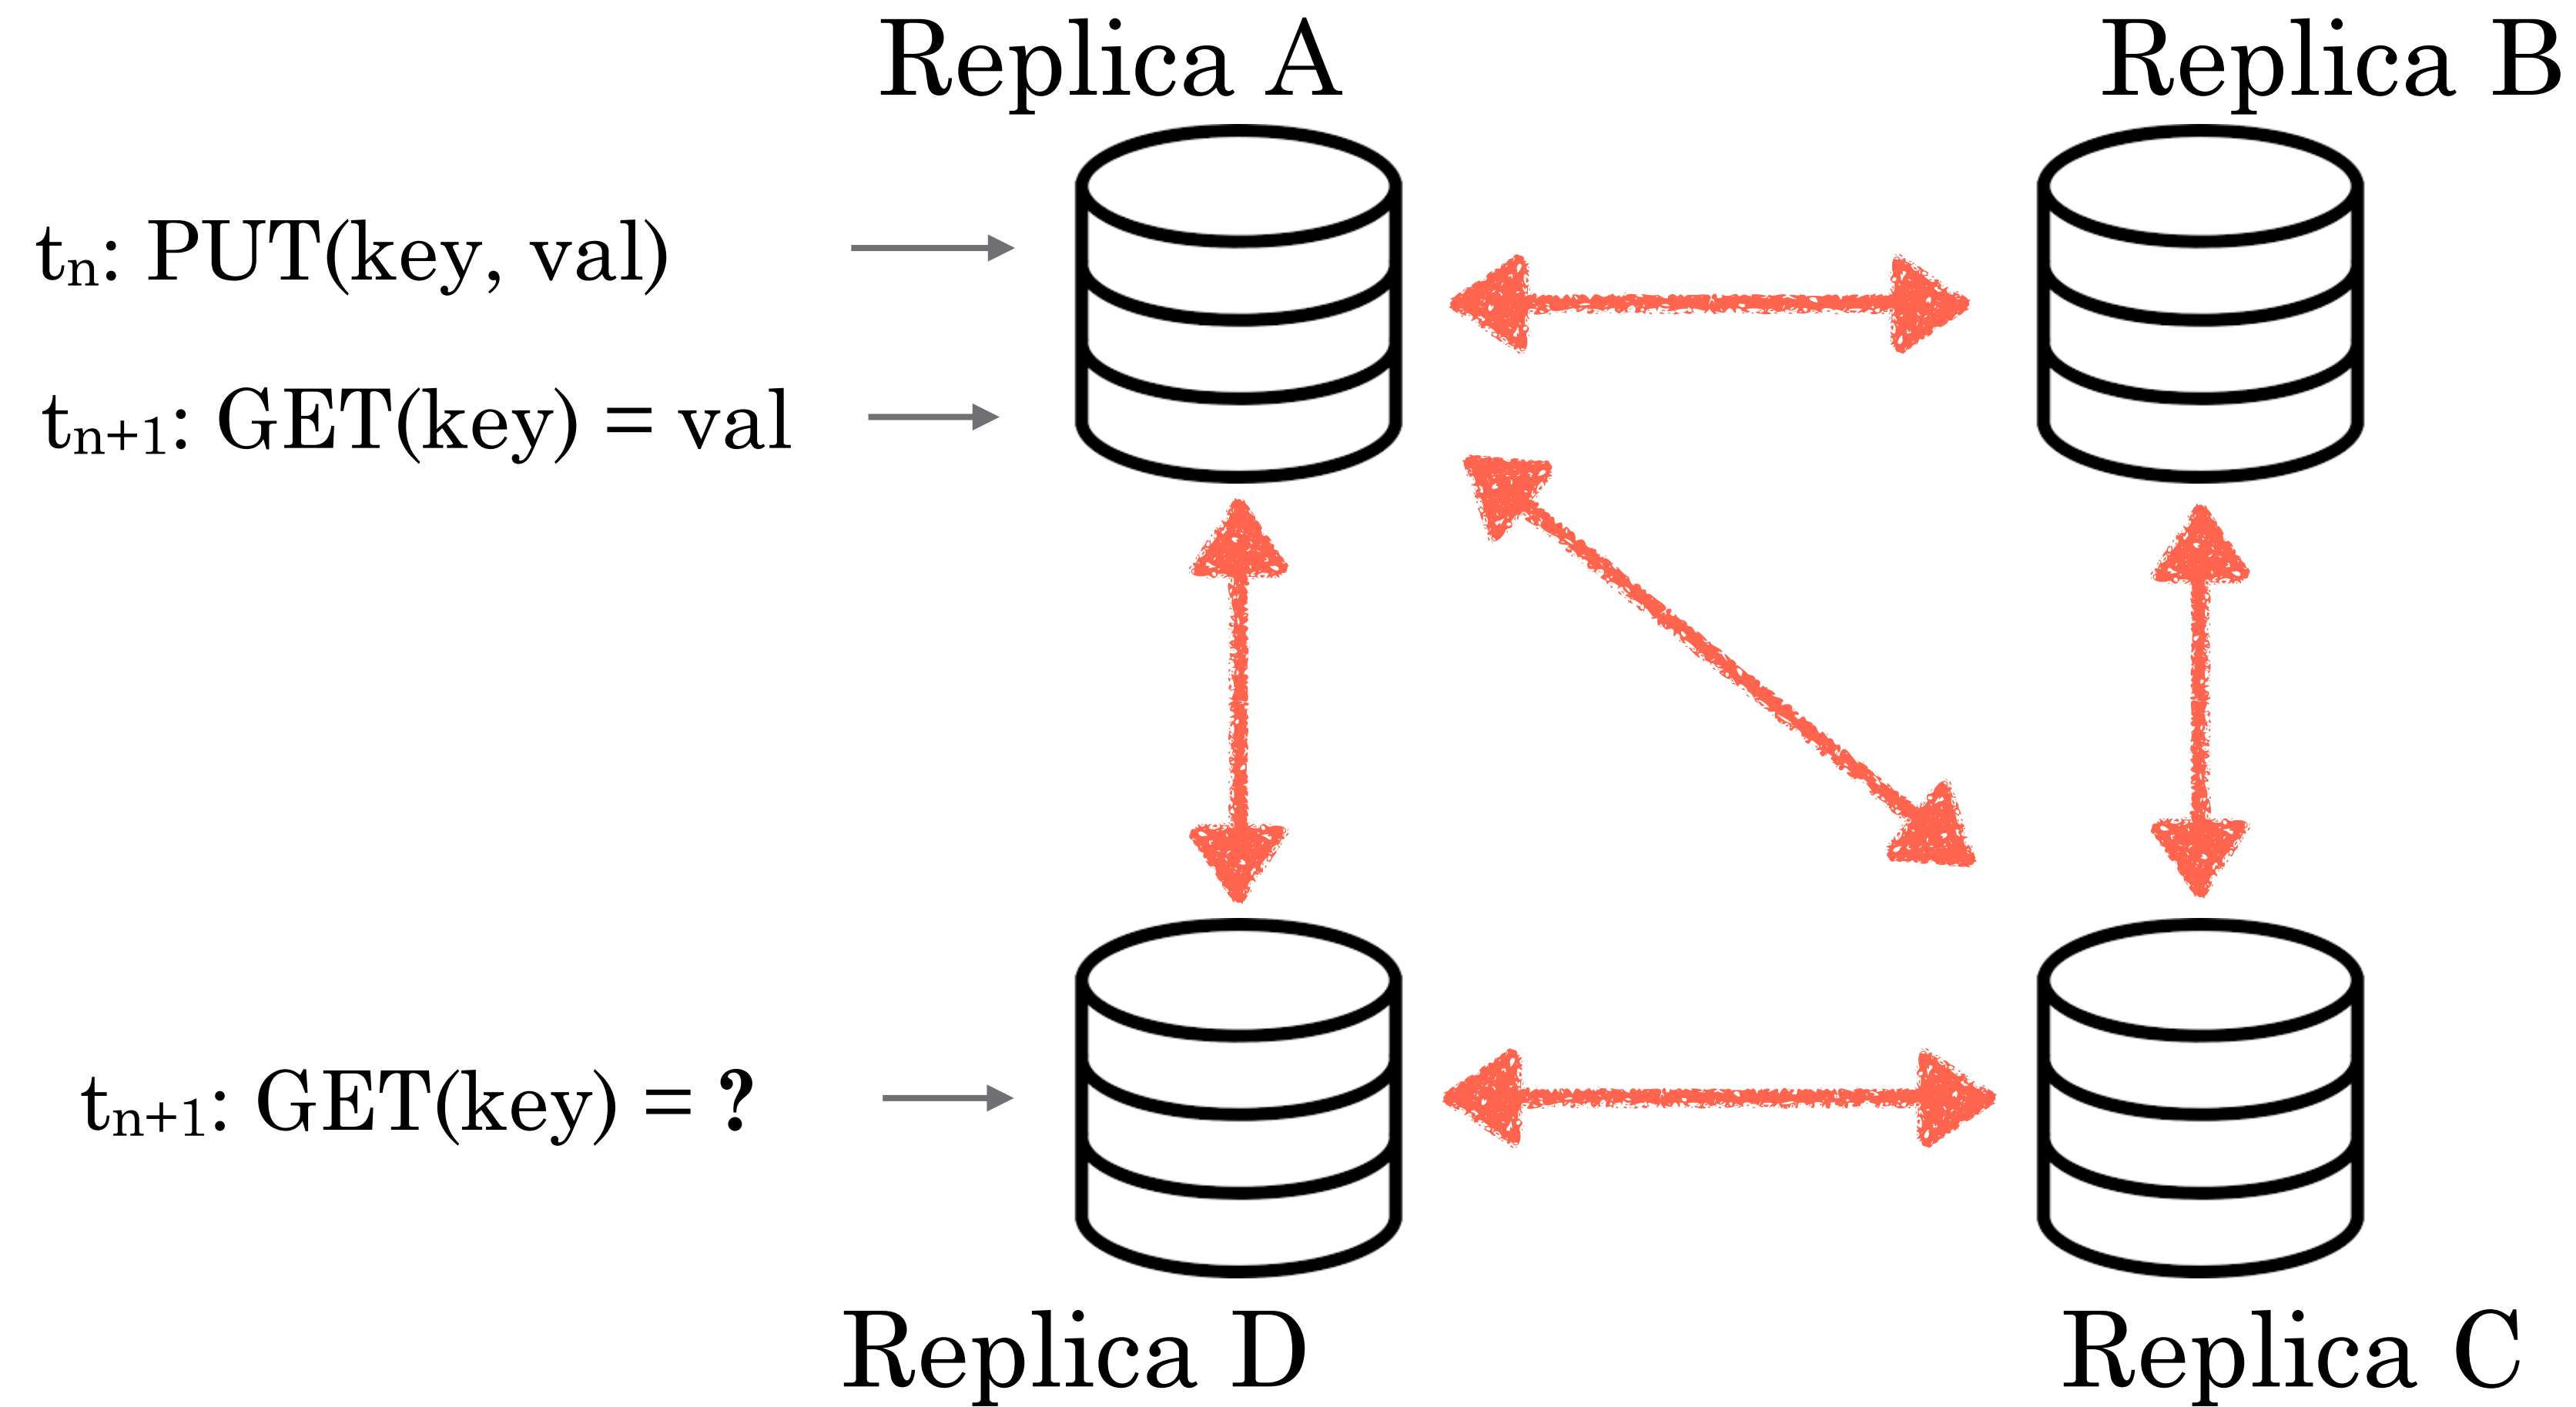 Replica A
Replica B
tn: PUT(key, val)
tn+1: GET(key) = val
tn+1: GET(key) = ?
Replica D
Replica C